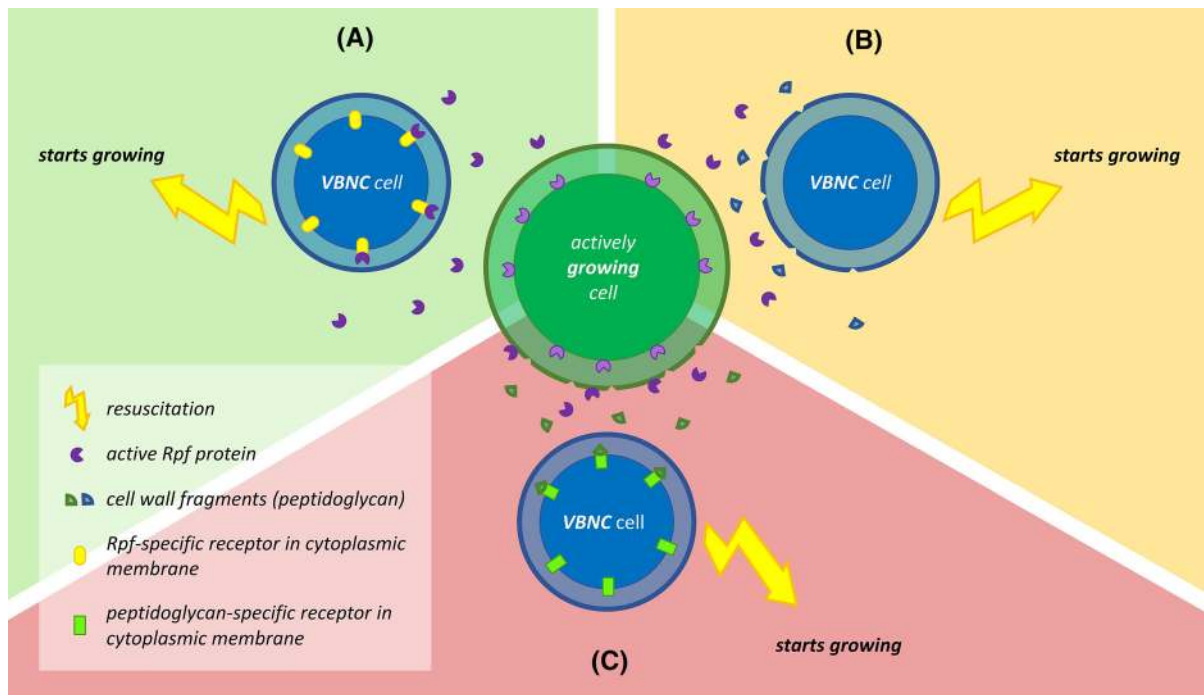 (A)
(B)
starts growing
VBNC cell
actively
growing
cell
VBNC cell
starts growing
resuscitation
active Rpf protein
cell wall fragments (peptidoglycan)
Rpf-specific receptor in cytoplasmic
membrane
peptidoglycan-specific receptor in
cytoplasmic membrane
VBNC cell
starts growing
(C)